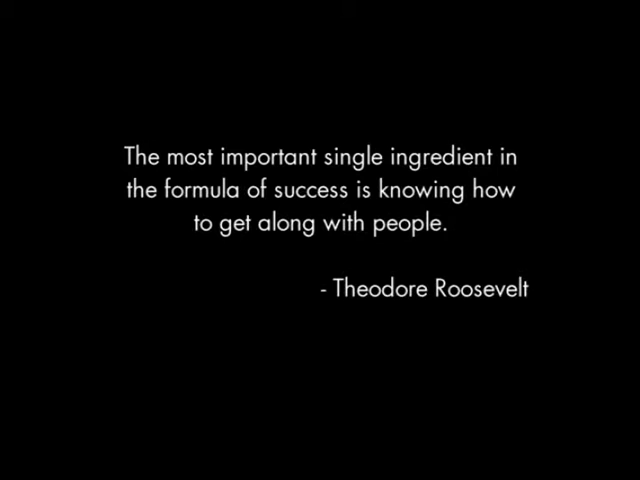 The most important single ingredient in
the formula of success is knowing how
to get along with people.
- Theodore Roosevelt